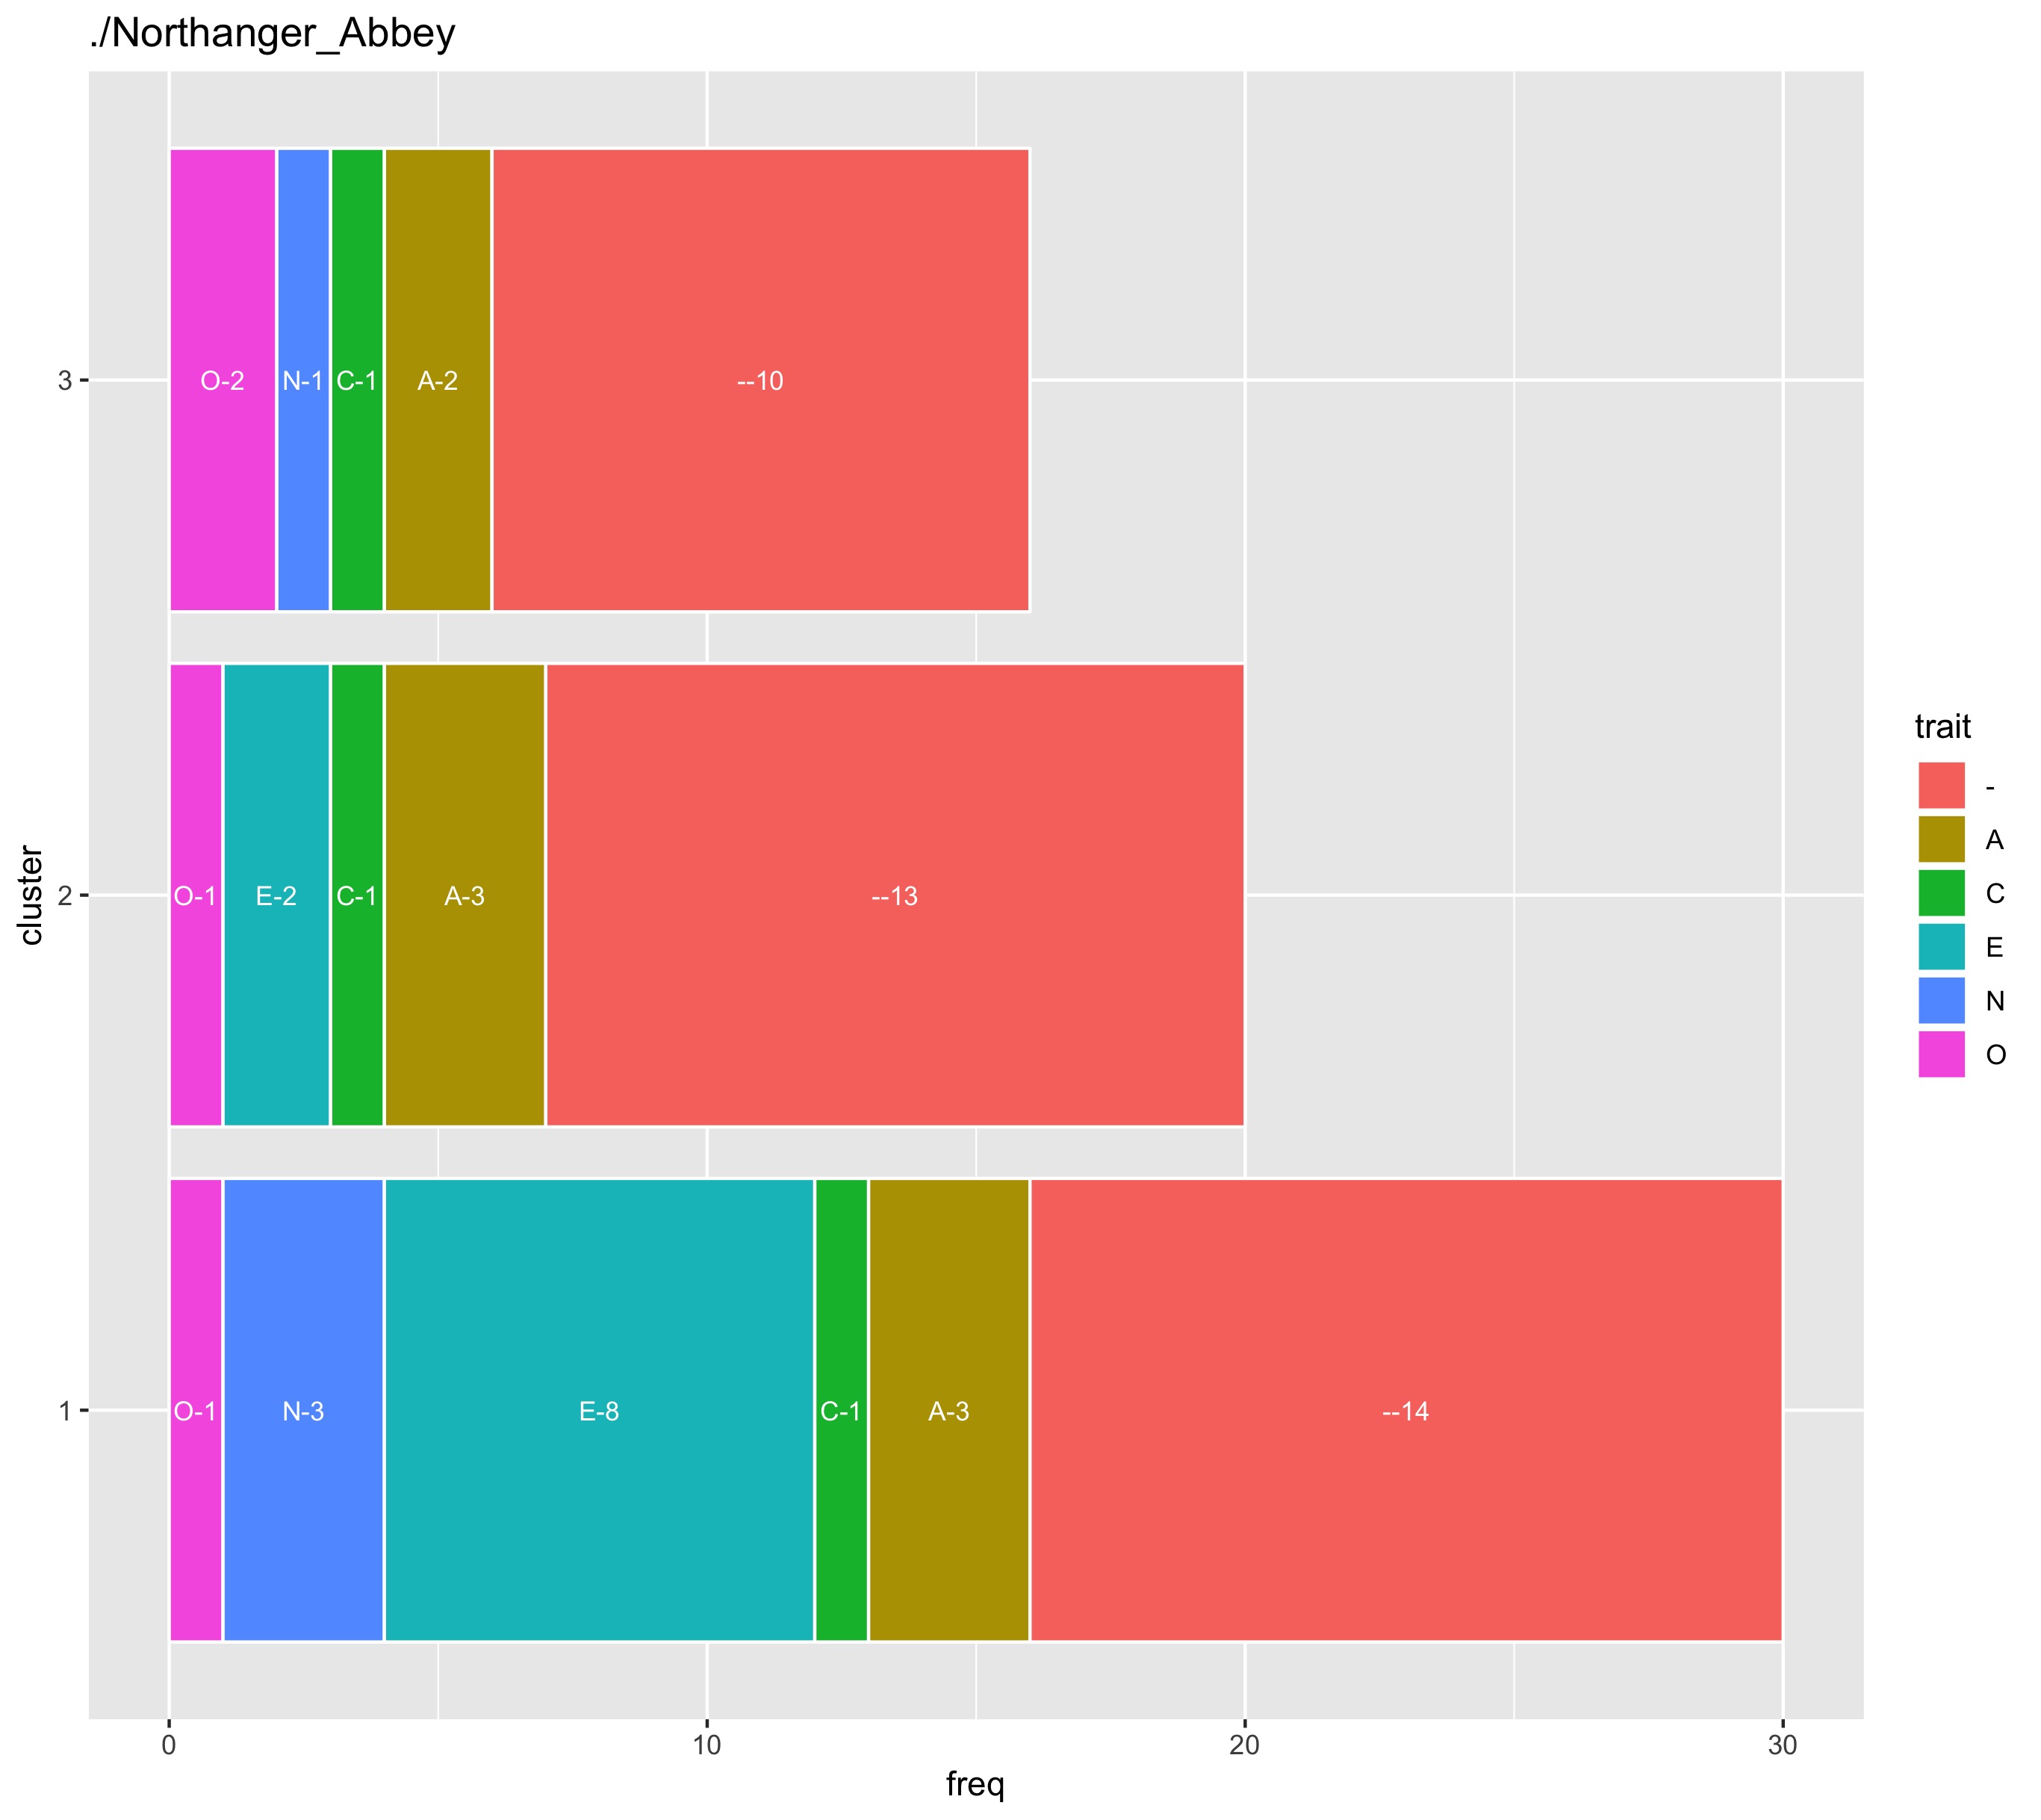 ./Northanger_Abbey
3
O-2 N-1 C-1 A-2 --10
2
O-1 E-2 C-1 A-3 --13
1
O-1 N-3 E-8 C-1 A-3 --14
cluster
0 10 20 30
freq
trait
-
A
C
E
N
O